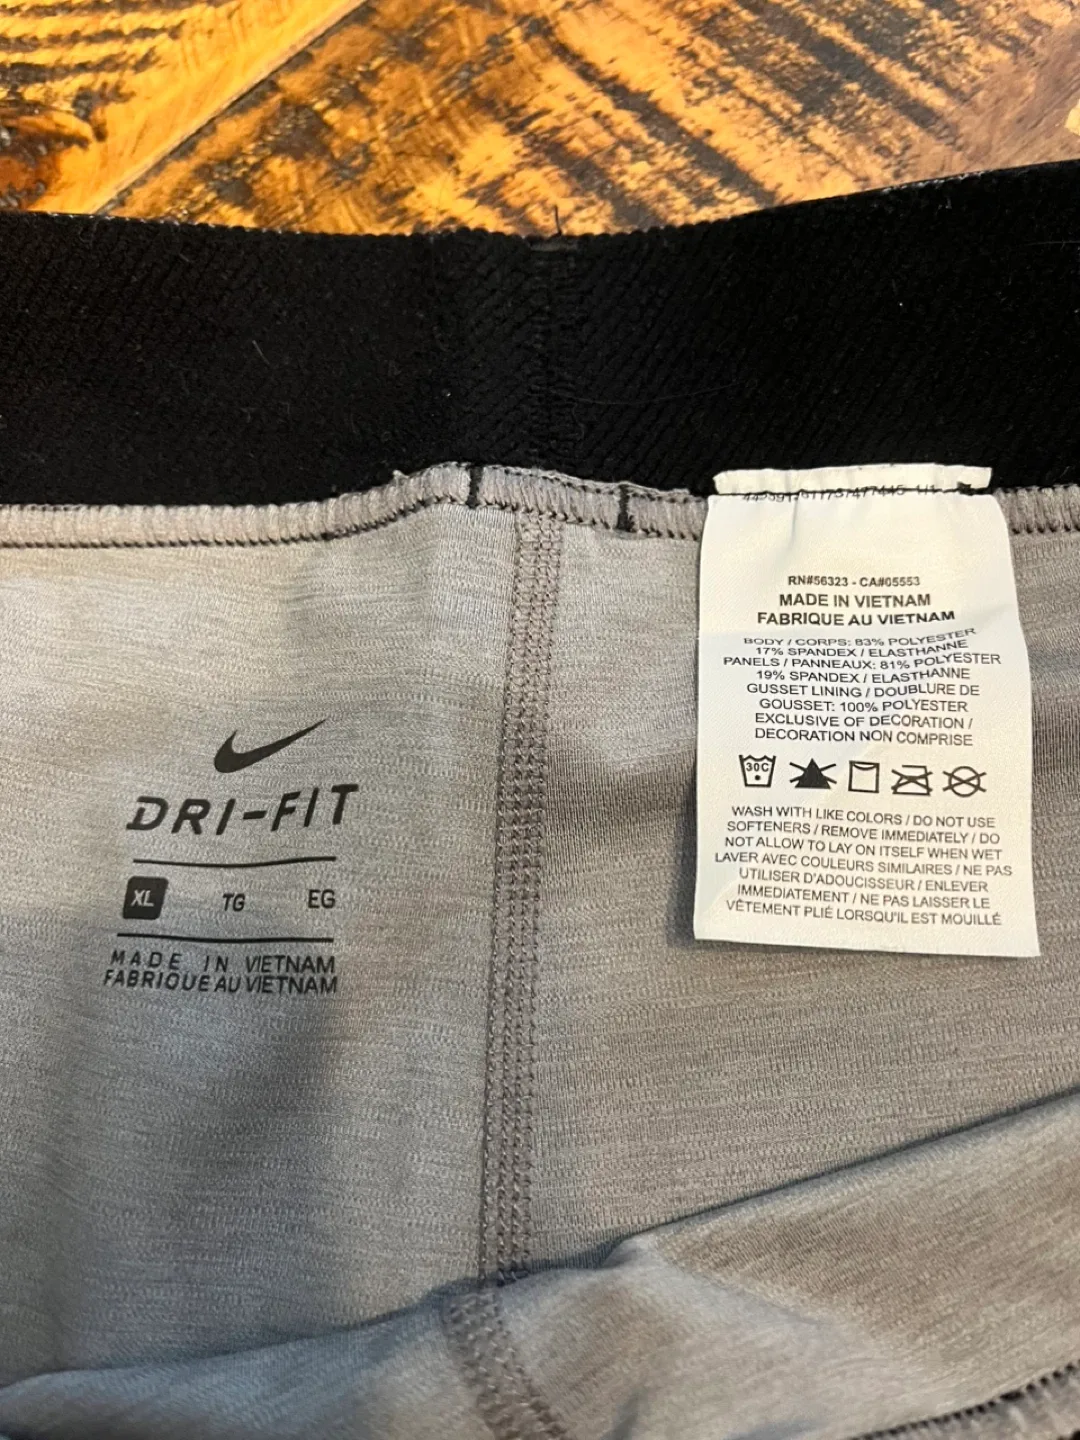 DRI-FIT
XL TG EG
MADE IN VIETNAM
FABRIQUE AU VIETNAM
RN#56323 - CA#05553
MADE IN VIETNAM
FABRIQUE AU VIETNAM
BODY / CORPS: 83% POLYESTER
17% SPANDEX / ELASTHANNE
PANELS / PANNEAUX: 81% POLYESTER
19% SPANDEX / ELASTHANNE
GUSSET LINING / DOUBLURE DE
GOUSSET: 100% POLYESTER
EXCLUSIVE OF DECORATION /
DECORATION NON COMPRISE
30C
WASH WITH LIKE COLORS / DO NOT USE
SOFTENERS / REMOVE IMMEDIATELY / DO
NOT ALLOW TO LAY ON ITSELF WHEN WET
LAVER AVEC COULEURS SIMILAIRES / NE PAS
UTILISER D'ADOUCISSEUR / ENLEVER
IMMEDIATEMENT / NE PAS LAISSER LE
VÊTEMENT PLIÉ LORSQU'IL EST MOUILLÉ